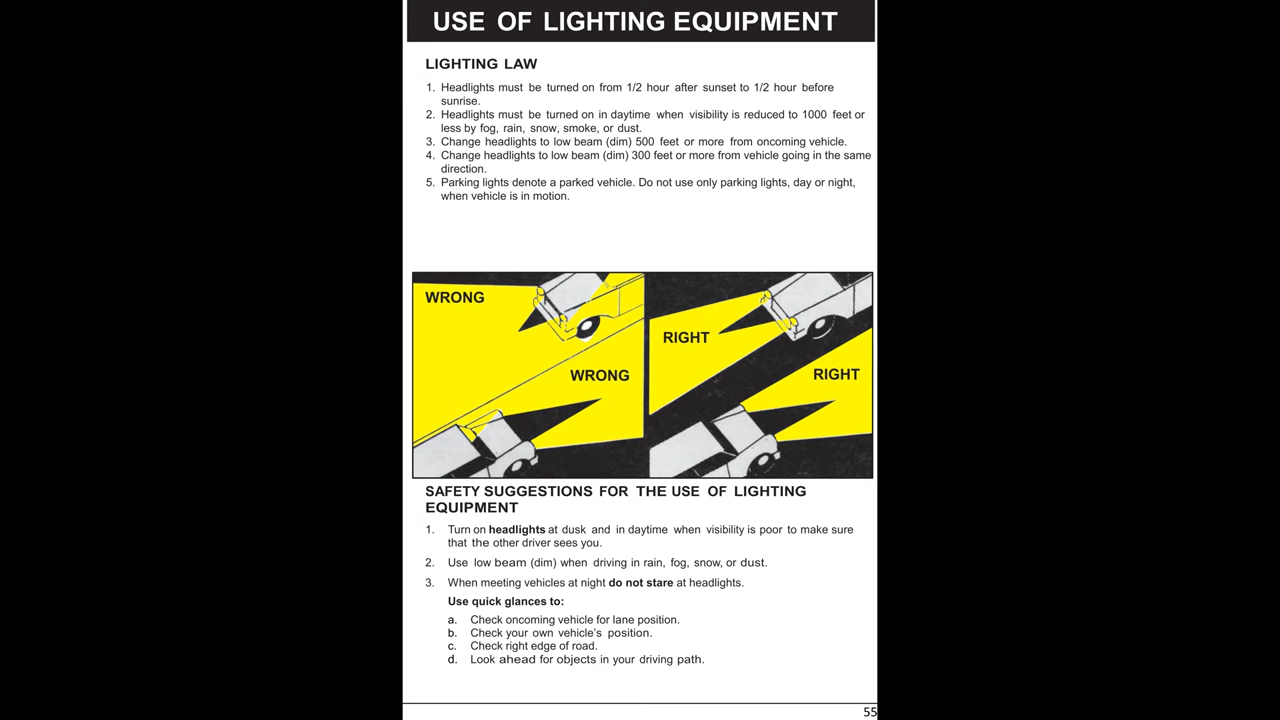 USE OF LIGHTING EQUIPMENT
LIGHTING LAW
1. Headlights must be turned on from 1/2 hour after sunset to 1/2 hour before
sunrise.
2. Headlights must be turned on in daytime when visibility is reduced to 1000 feet or
less by fog, rain, snow, smoke, or dust.
3. Change headlights to low beam (dim) 500 feet or more from oncoming vehicle.
4. Change headlights to low beam (dim) 300 feet or more from vehicle going in the same
direction.
5. Parking lights denote a parked vehicle. Do not use only parking lights, day or night,
when vehicle is in motion.
WRONG
WRONG
RIGHT
RIGHT
SAFETY SUGGESTIONS FOR THE USE OF LIGHTING
EQUIPMENT
1. Turn on headlights at dusk and in daytime when visibility is poor to make sure
that the other driver sees you.
2. Use low beam (dim) when driving in rain, fog, snow, or dust.
3. When meeting vehicles at night do not stare at headlights.
Use quick glances to:
a. Check oncoming vehicle for lane position.
b. Check your own vehicle's position.
c. Check right edge of road.
d. Look ahead for objects in your driving path.
55